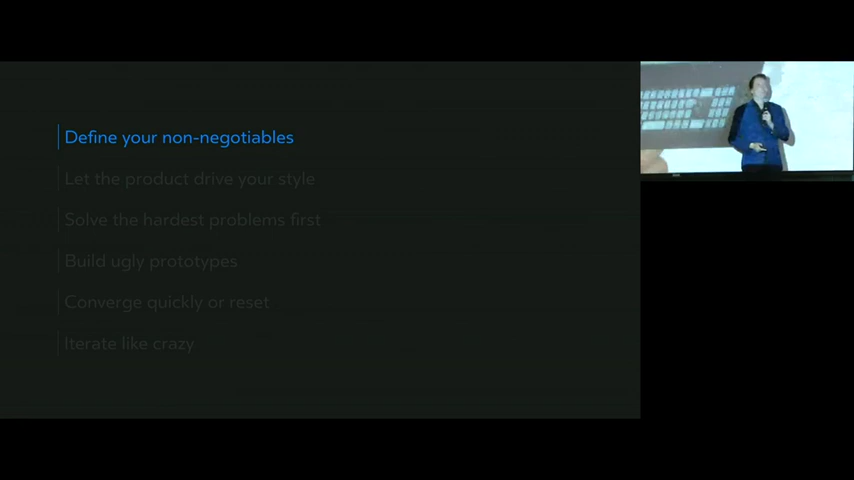 Define your non-negotiables
Let the product drive your style
Solve the hardest problems first
Build ugly prototypes
Converge quickly or reset
Iterate like crazy